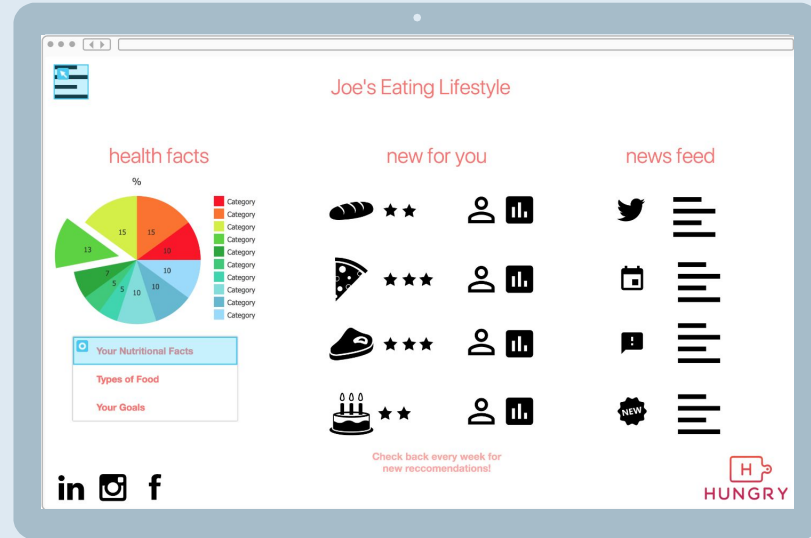 Joe's Eating Lifestyle
health facts
new for you
news feed
%
15
15
10
10
10
10
5
5
7
13
Category
Category
Category
Category
Category
Category
Category
Category
Category
Category
Your Nutritional Facts
Types of Food
Your Goals
NEW
Check back every week for
new reccomendations!
in
f
H
HUNGRY